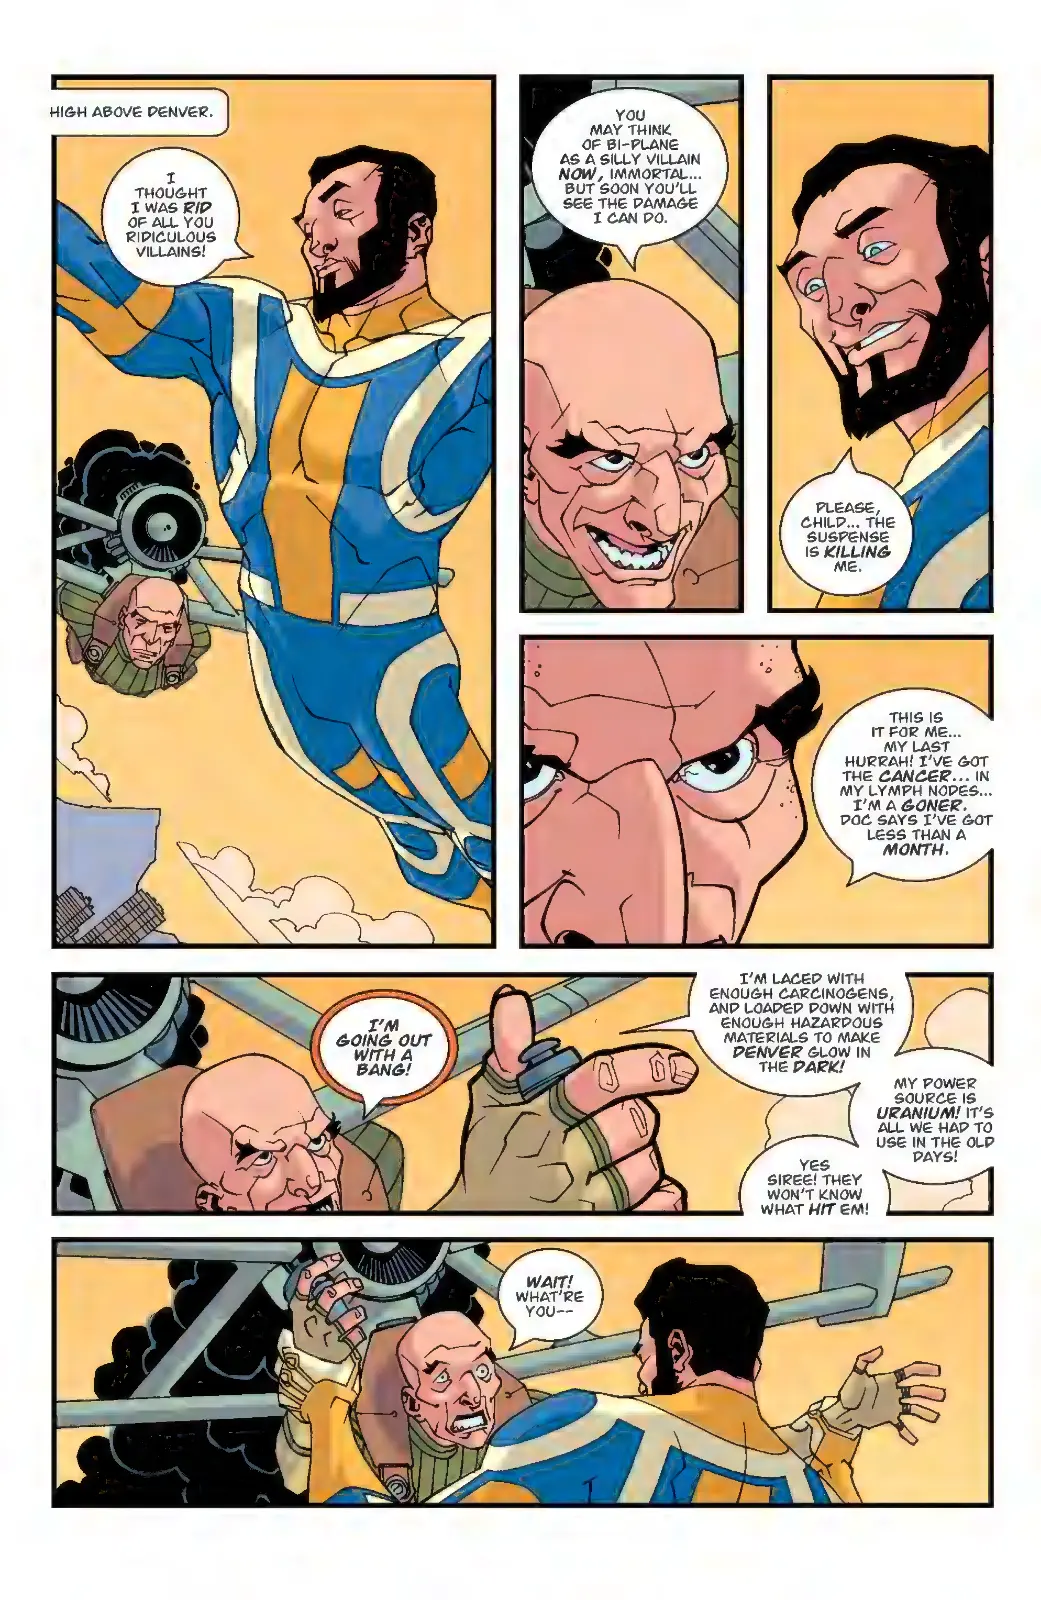 HIGH ABOVE DENVER.
I
THOUGHT
I WAS RID
OF ALL YOU
RIDICULOUS
VILLAINS!
YOU
MAY THINK
OF BI-PLANE
AS A SILLY VILLAIN
NOW, IMMORTAL...
BUT SOON YOU'LL
SEE THE DAMAGE
I CAN DO.
PLEASE,
CHILD... THE
SUSPENSE
IS KILLING
ME.
THIS IS
IT FOR ME...
MY LAST
HURRAH! I'VE GOT
THE CANCER... IN
MY LYMPH NODES...
I'M A GONER.
DOC SAYS I'VE GOT
LESS THAN A
MONTH.
I'M
GOING OUT
WITH A
BANG!
I'M LACED WITH
ENOUGH CARCINOGENS,
AND LOADED DOWN WITH
ENOUGH HAZARDOUS
MATERIALS TO MAKE
DENVER GLOW IN
THE DARK!
MY POWER
SOURCE IS
URANIUM! IT'S
ALL WE HAD TO
USE IN THE OLD
DAYS!
YES
SIREE! THEY
WON'T KNOW
WHAT HIT EM!
WAIT!
WHAT'RE
YOU--